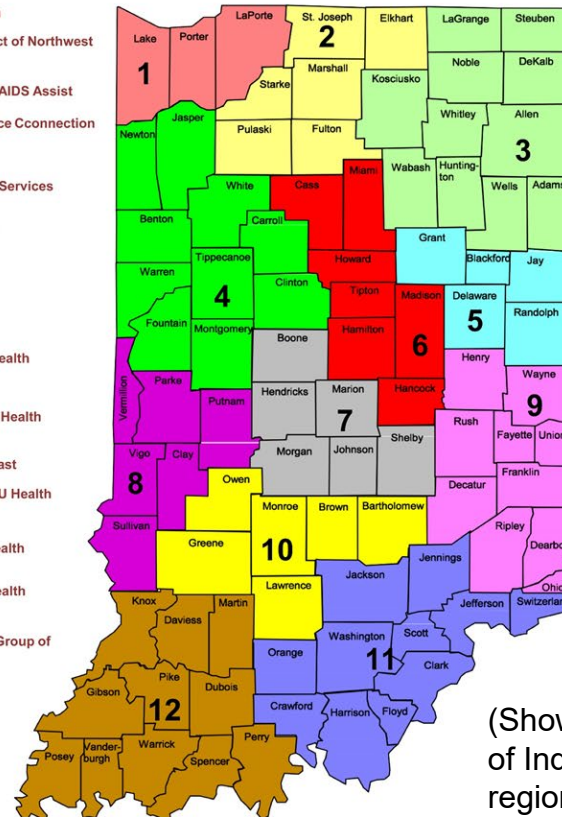 ct of Northwest
AIDS Assist
ce Cconnection
Services
ealth
Health
ast
U Health
ealth
ealth
Group of
LaPorte
St. Joseph
Elkhart
LaGrange
Steuben
Lake
Porter
2
1
Marshall
Noble
DeKalb
Starke
Kosciusko
Jasper
Whitley
Allen
Newton
Pulaski
Fulton
3
Miami
Wabash
Hunting-
ton
White
Cass
Wells
Adams
Benton
Carroll
Grant
Blackford
Jay
Tippecanoe
Howard
Warren
Clinton
4
Tipton
Madison
Delaware
Randolph
Fountain
Montgomery
Boone
Hamilton
5
6
Henry
Wayne
Vermillion
Parke
Putnam
Hendricks
Marion
Hancock
9
7
Rush
Fayette
Union
Shelby
Vigo
Clay
Morgan
Johnson
Franklin
8
Owen
Decatur
Monroe
Brown
Bartholomew
Sullivan
Ripley
Dearbo
Greene
10
Jennings
Jackson
Lawrence
Ohio
Knox
Martin
Jefferson
Switzerlan
Daviess
Washington
Scott
Orange
11
Clark
Pike
Dubois
Gibson
12
Crawford
Harrison
Floyd
Perry
Posey
Vander-
burgh
Warrick
Spencer
(Show
of Ind
region